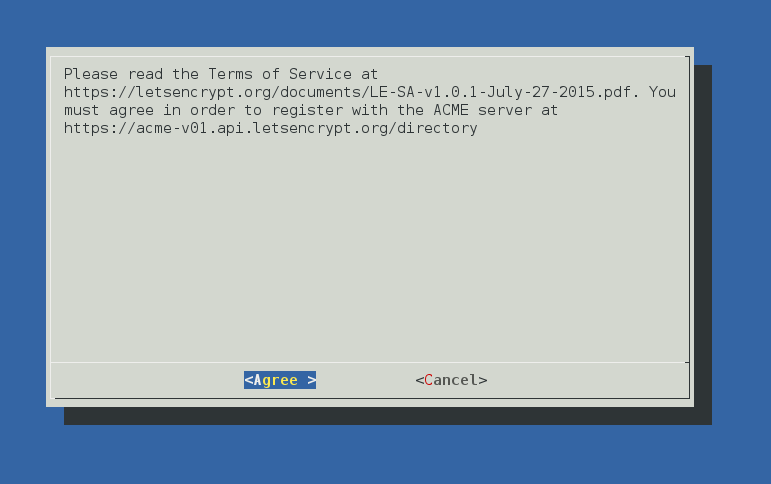 Please read the Terms of Service at
https://letsencrypt.org/documents/LE-SA-v1.0.1-July-27-2015.pdf. You
must agree in order to register with the ACME server at
https://acme-v01.api.letsencrypt.org/directory
<Agree > <Cancel>